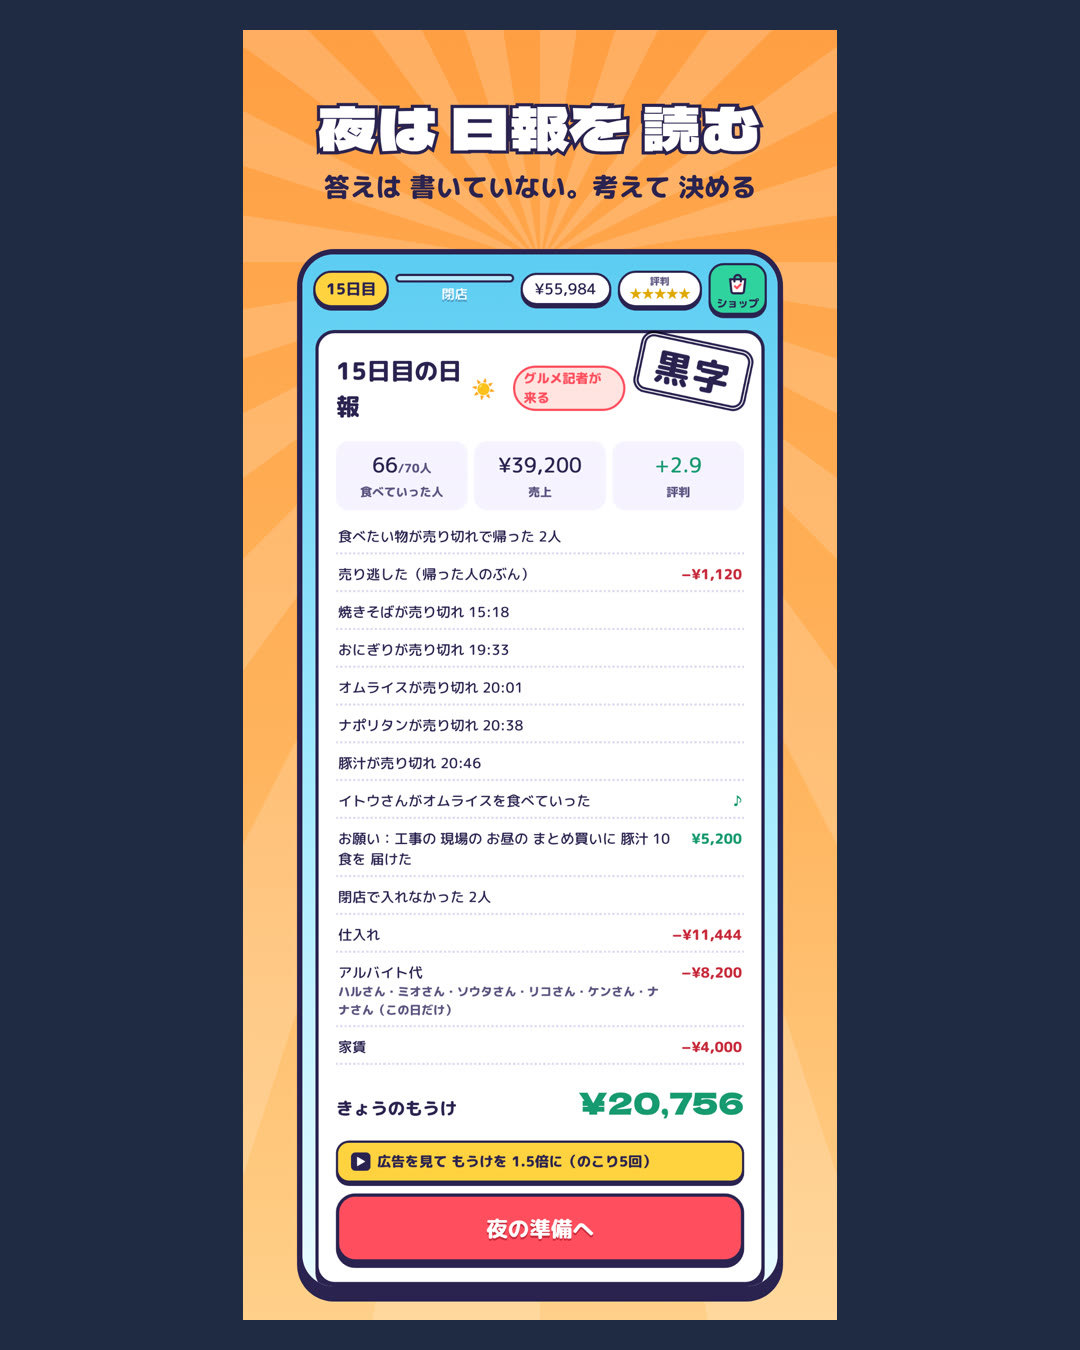 夜は 日報を 読む
答えは 書いていない。考えて 決める
15日目
閉店
¥55,984
評判
★★★★★
ショップ
15日目の日
報
グルメ記者が
来る
黒字
66/70人
食べていった人
¥39,200
売上
+2.9
評判
食べたい物が売り切れで帰った 2人
売り逃した（帰った人のぶん） −¥1,120
焼きそばが売り切れ 15:18
おにぎりが売り切れ 19:33
オムライスが売り切れ 20:01
ナポリタンが売り切れ 20:38
豚汁が売り切れ 20:46
イトウさんがオムライスを食べていった ♪
お願い：工事の 現場の お昼の まとめ買いに 豚汁 10 ¥5,200
食を 届けた
閉店で入れなかった 2人
仕入れ −¥11,444
アルバイト代 −¥8,200
ハルさん・ミオさん・ソウタさん・リコさん・ケンさん・ナ
ナさん（この日だけ）
家賃 −¥4,000
きょうのもうけ ¥20,756
広告を見て もうけを 1.5倍に（のこり5回）
夜の準備へ